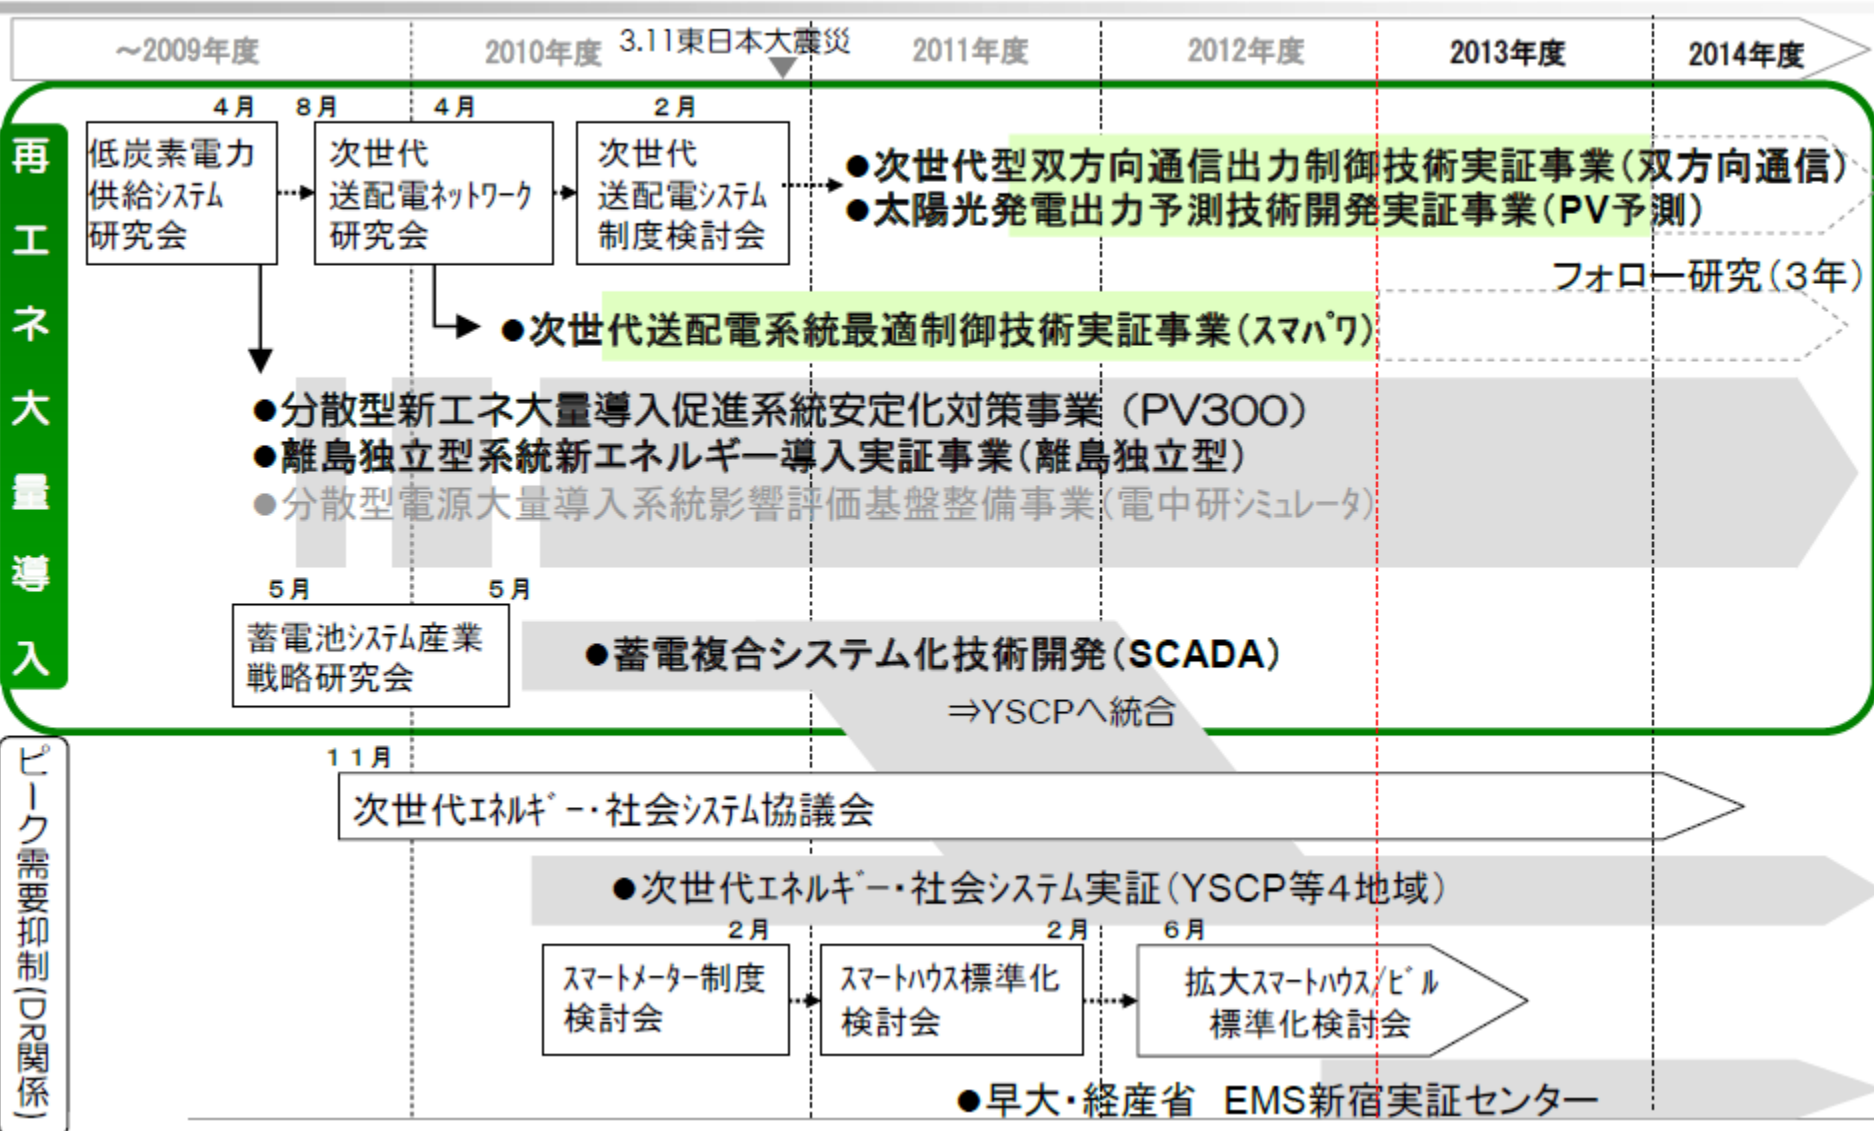 ～2009年度
2010年度
3.11東日本大震災
2011年度
2012年度
2013年度
2014年度
再エネ大量導入
4月
8月
4月
2月
低炭素電力
供給システム
研究会
次世代
送配電ネットワーク
研究会
次世代
送配電システム
制度検討会
●次世代型双方向通信出力制御技術実証事業(双方向通信)
●太陽光発電出力予測技術開発実証事業(PV予測)
フォロー研究(3年)
●次世代送配電系統最適制御技術実証事業(スマパワ)
●分散型新エネ大量導入促進系統安定化対策事業（PV300）
●離島独立型系統新エネルギー導入実証事業(離島独立型)
●分散型電源大量導入系統影響評価基盤整備事業(電中研シミュレータ)
5月
5月
蓄電池システム産業
戦略研究会
●蓄電複合システム化技術開発(SCADA)
⇒YSCPへ統合
ピーク需要抑制(DR関係)
11月
次世代エネルギー・社会システム協議会
●次世代エネルギー・社会システム実証(YSCP等4地域)
2月
2月
6月
スマートメーター制度
検討会
スマートハウス標準化
検討会
拡大スマートハウス/ビル
標準化検討会
●早大・経産省　EMS新宿実証センター